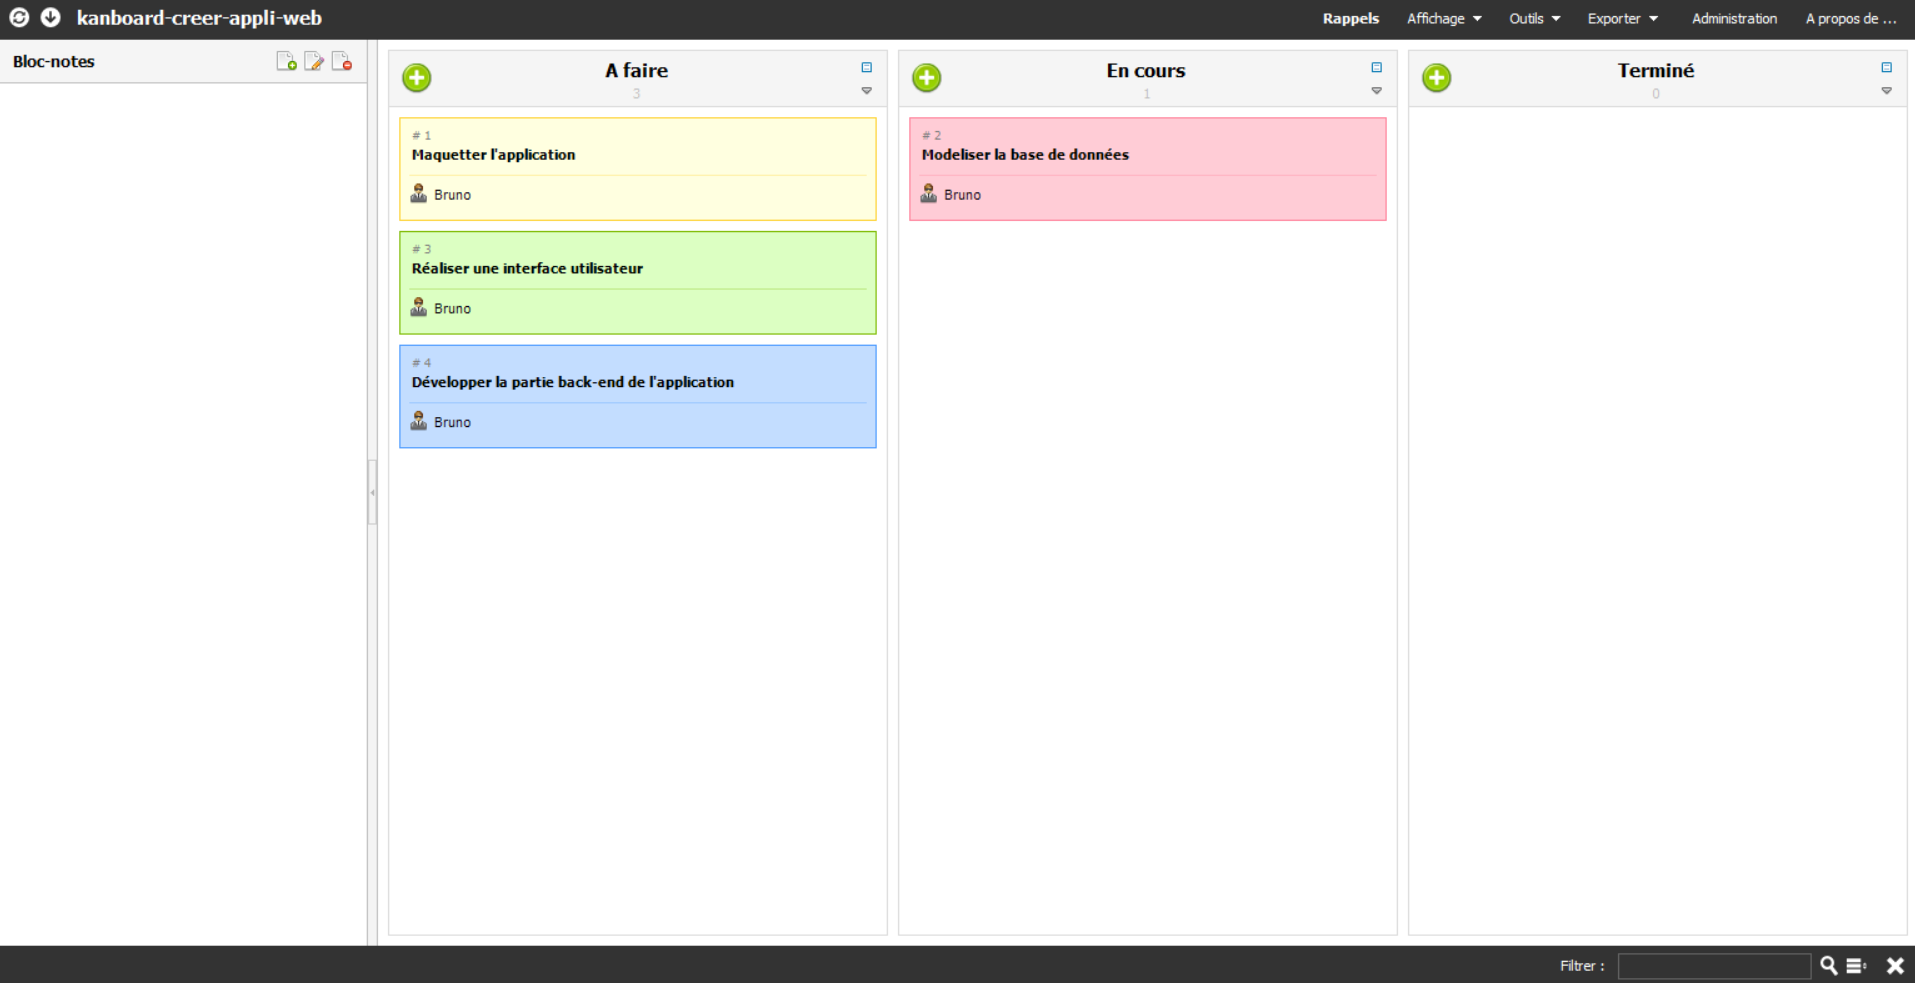 kanboard-creer-appli-web
Rappels Affichage Outils Exporter Administration A propos de ...
Bloc-notes
A faire
3
# 1
Maquetter l'application
Bruno
# 3
Réaliser une interface utilisateur
Bruno
# 4
Développer la partie back-end de l'application
Bruno
En cours
1
# 2
Modeliser la base de données
Bruno
Terminé
0
Filtrer :